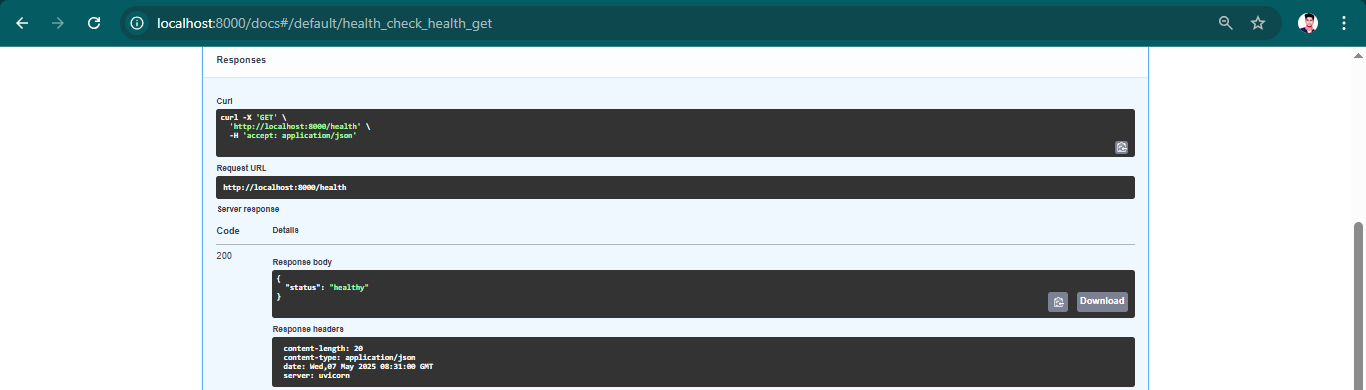 localhost:8000/docs#/default/health_check_health_get
Responses
Curl
curl -X 'GET' \
'http://localhost:8000/health' \
-H 'accept: application/json'
Request URL
http://localhost:8000/health
Server response
Code Details
200
Response body
{
"status": "healthy"
}
Download
Response headers
content-length: 20
content-type: application/json
date: Wed,07 May 2025 08:31:00 GMT
server: uvicorn